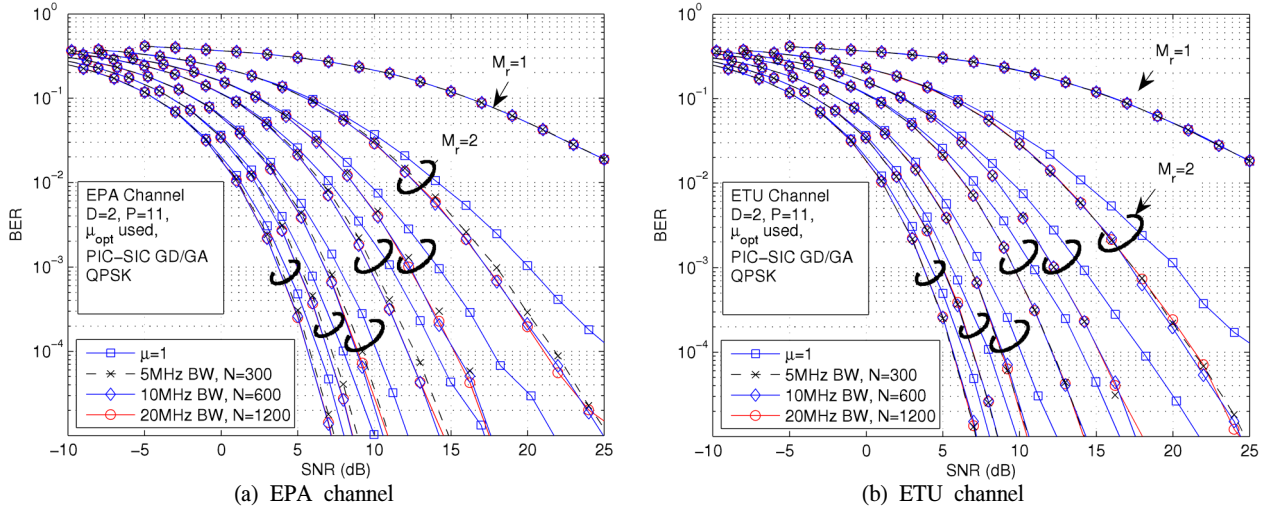 10^0
10^-1
10^-2
10^-3
10^-4
BER
M_r=1
M_r=2
EPA Channel
D=2, P=11,
μ_opt used,
PIC−SIC GD/GA
QPSK
μ=1
5MHz BW, N=300
10MHz BW, N=600
20MHz BW, N=1200
−10 −5 0 5 10 15 20 25
SNR (dB)
(a) EPA channel
10^0
10^-1
10^-2
10^-3
10^-4
BER
M_r=1
M_r=2
ETU Channel
D=2, P=11,
μ_opt used,
PIC−SIC GD/GA
QPSK
μ=1
5MHz BW, N=300
10MHz BW, N=600
20MHz BW, N=1200
−10 −5 0 5 10 15 20 25
SNR (dB)
(b) ETU channel